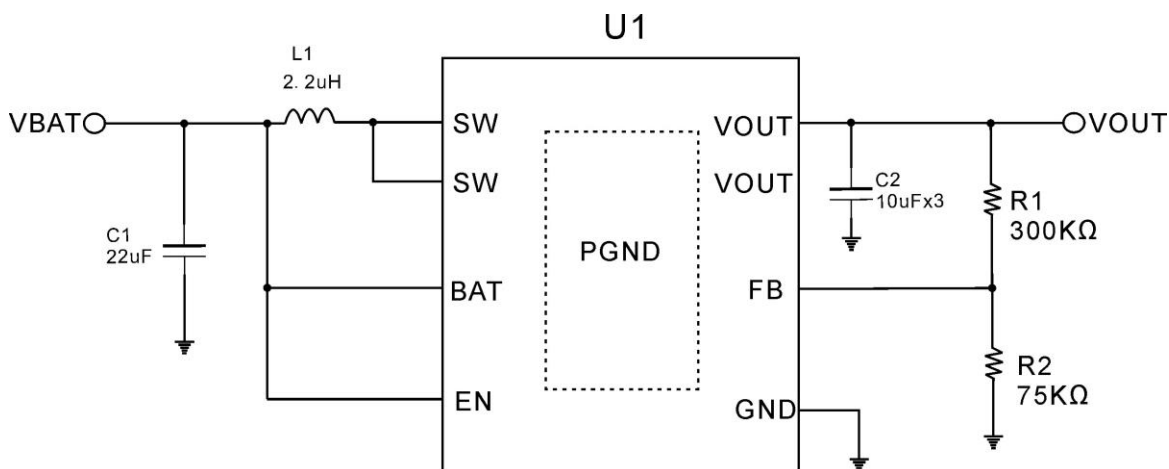 U1
L1
2. 2uH
VBAT
SW
VOUT
VOUT
SW
VOUT
C2
10uFx3
R1
300KΩ
C1
22uF
PGND
BAT
FB
R2
75KΩ
EN
GND